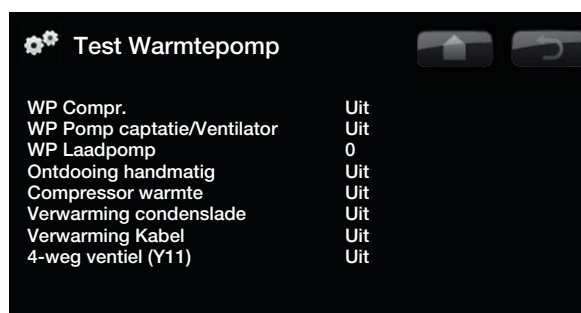 Test Warmtepomp
WP Compr. Uit
WP Pomp captatie/Ventilator Uit
WP Laadpomp 0
Ontdooing handmatig Uit
Compressor warmte Uit
Verwarming condenslade Uit
Verwarming Kabel Uit
4-weg ventiel (Y11) Uit